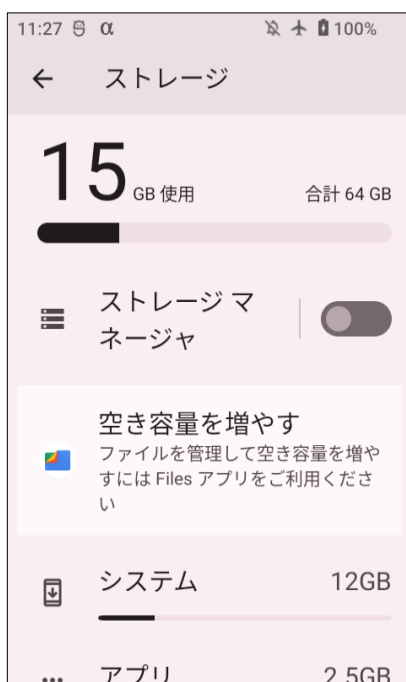 11:27 α 100%
ストレージ
15 GB 使用 合計 64 GB
ストレージ マ
ネージャ
空き容量を増やす
ファイルを管理して空き容量を増や
すには Files アプリをご利用くださ
い
システム 12GB
アプリ 2.5GB